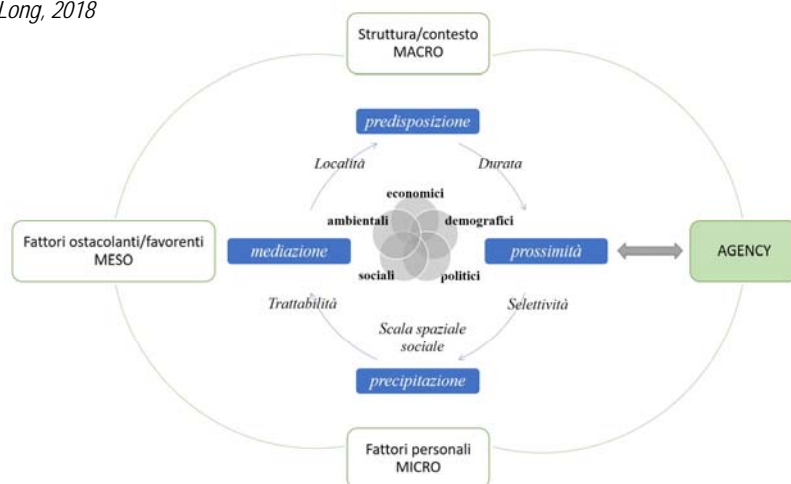 Long, 2018
Struttura/contesto
MACRO
predisposizione
Località
Durata
economici
ambientali
demografici
Fattori ostacolanti/favorenti
MESO
mediazione
prossimità
AGENCY
sociali
politici
Trattabilità
Selettività
Scala spaziale
sociale
precipitazione
Fattori personali
MICRO